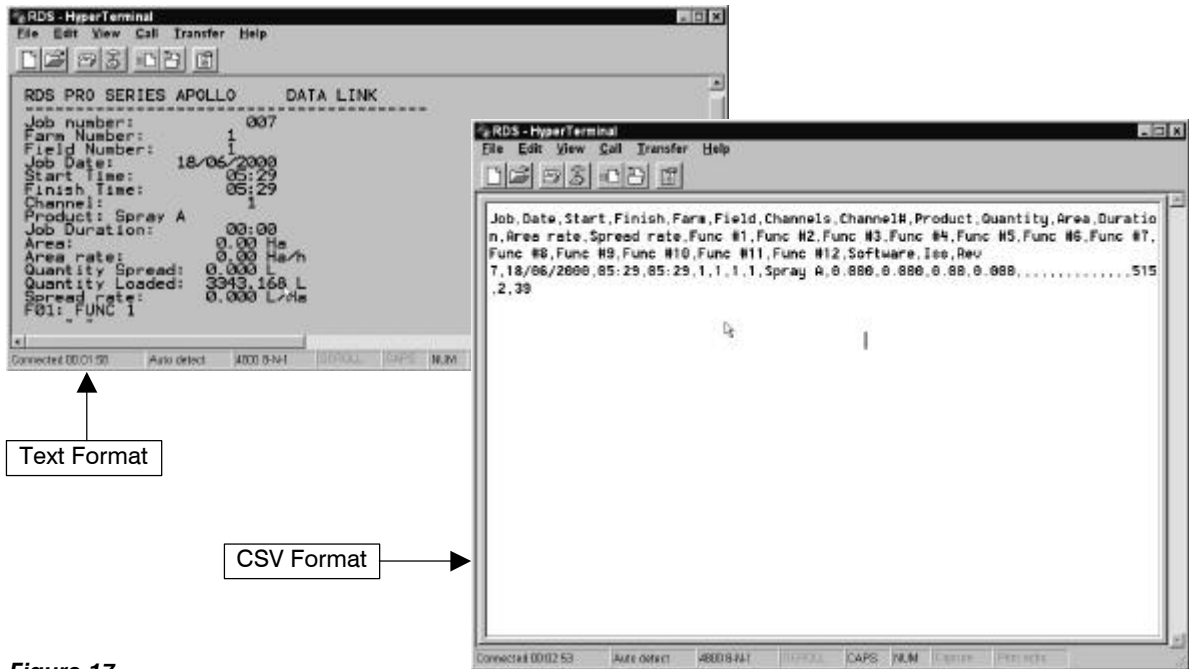 RDS - HyperTerminal
File Edit View Call Transfer Help
RDS PRO SERIES APOLLO DATA LINK
----------------------------------------
Job number: 007
Farm Number: 1
Field Number: 1
Job Date: 18/06/2000
Start Time: 05:29
Finish Time: 05:29
Channel: 1
Product: Spray A
Job Duration: 00:00
Area: 0.00 Ha
Area rate: 0.00 Ha/h
Quantity Spread: 0.000 L
Quantity Loaded: 3343.168 L
Spread rate: 0.000 L/Ha
F01: FUNC 1
Connected 00:01:50 Auto detect 4800 8-N-1 SCROLL CAPS NUM
Text Format
RDS - HyperTerminal
File Edit View Call Transfer Help
Job,Date,Start,Finish,Farm,Field,Channels,Channel#,Product,Quantity,Area,Duratio
n,Area rate,Spread rate,Func #1,Func #2,Func #3,Func #4,Func #5,Func #6,Func #7,
Func #8,Func #9,Func #10,Func #11,Func #12,Software,Iss,Rev
7,18/06/2000,05:29,05:29,1,1,1,1,Spray A,0.000,0.000,0.00,0.000,,,,,,,,,,,,,,515
,2,39
CSV Format
Connected 00:02:53 Auto detect 4800 8-N-1 SCROLL CAPS NUM Capture Print echo
Figure 17